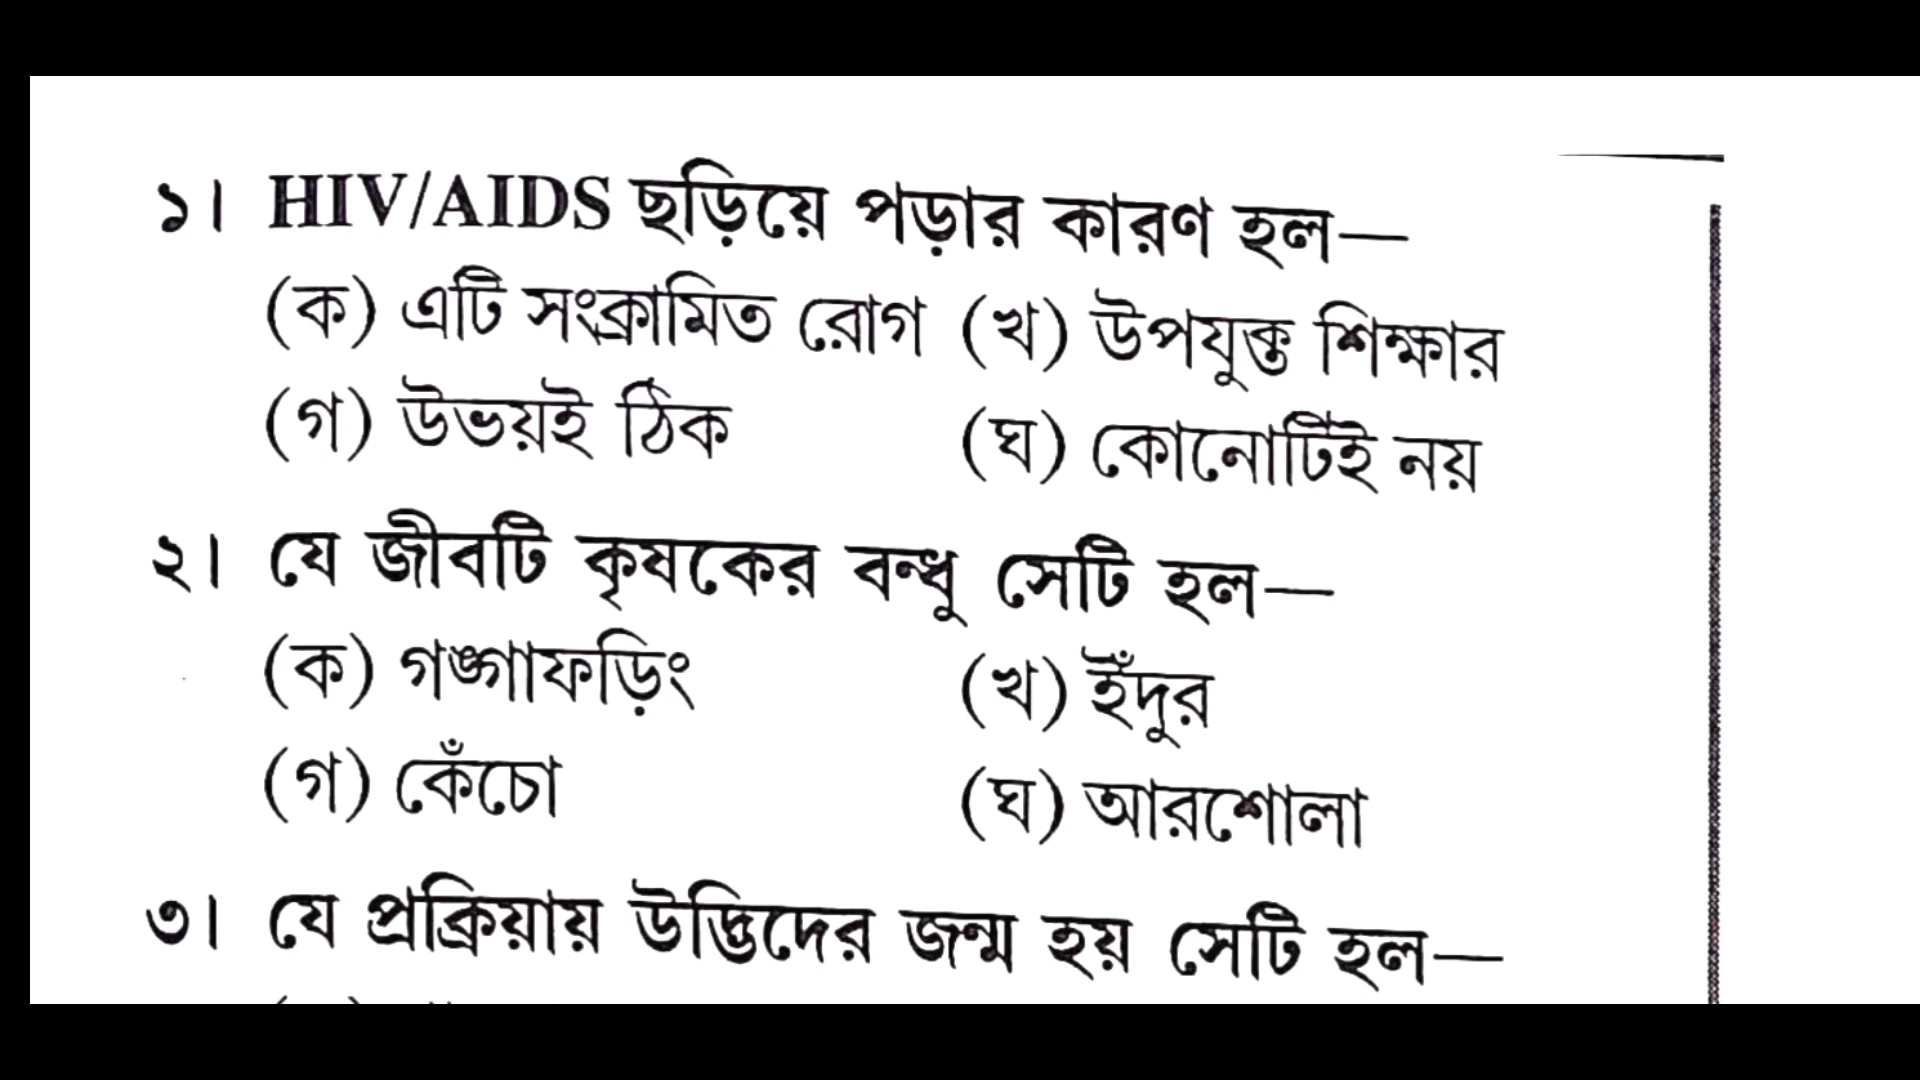 ১। HIV/AIDS ছড়িয়ে পড়ার কারণ হল—
(ক) এটি সংক্রামিত রোগ (খ) উপযুক্ত শিক্ষার
(গ) উভয়ই ঠিক (ঘ) কোনোটিই নয়
২। যে জীবটি কৃষকের বন্ধু সেটি হল—
(ক) গঙ্গাফড়িং (খ) ইঁদুর
(গ) কেঁচো (ঘ) আরশোলা
৩। যে প্রক্রিয়ায় উদ্ভিদের জন্ম হয় সেটি হল—